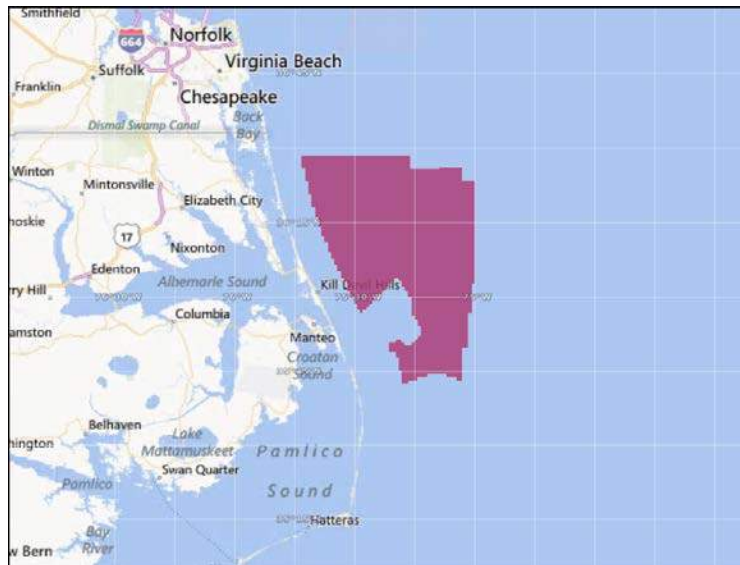 Smithfield
664
Norfolk
Virginia Beach
Suffolk
Franklin
Chesapeake
Back
Bay
Dismal Swamp Canal
Winton
Mintonsville
Elizabeth City
hoskie
17
Nixonton
Edenton
Albemarle Sound
Kill Devil Hills
rry Hill
76°W
75°W
Columbia
amston
Manteo
Croatan
Sound
Belhaven
Lake
Mattamuskeet
hington
Swan Quarter
Pamlico
Sound
Pamlico
Hatteras
Bay
River
w Bern